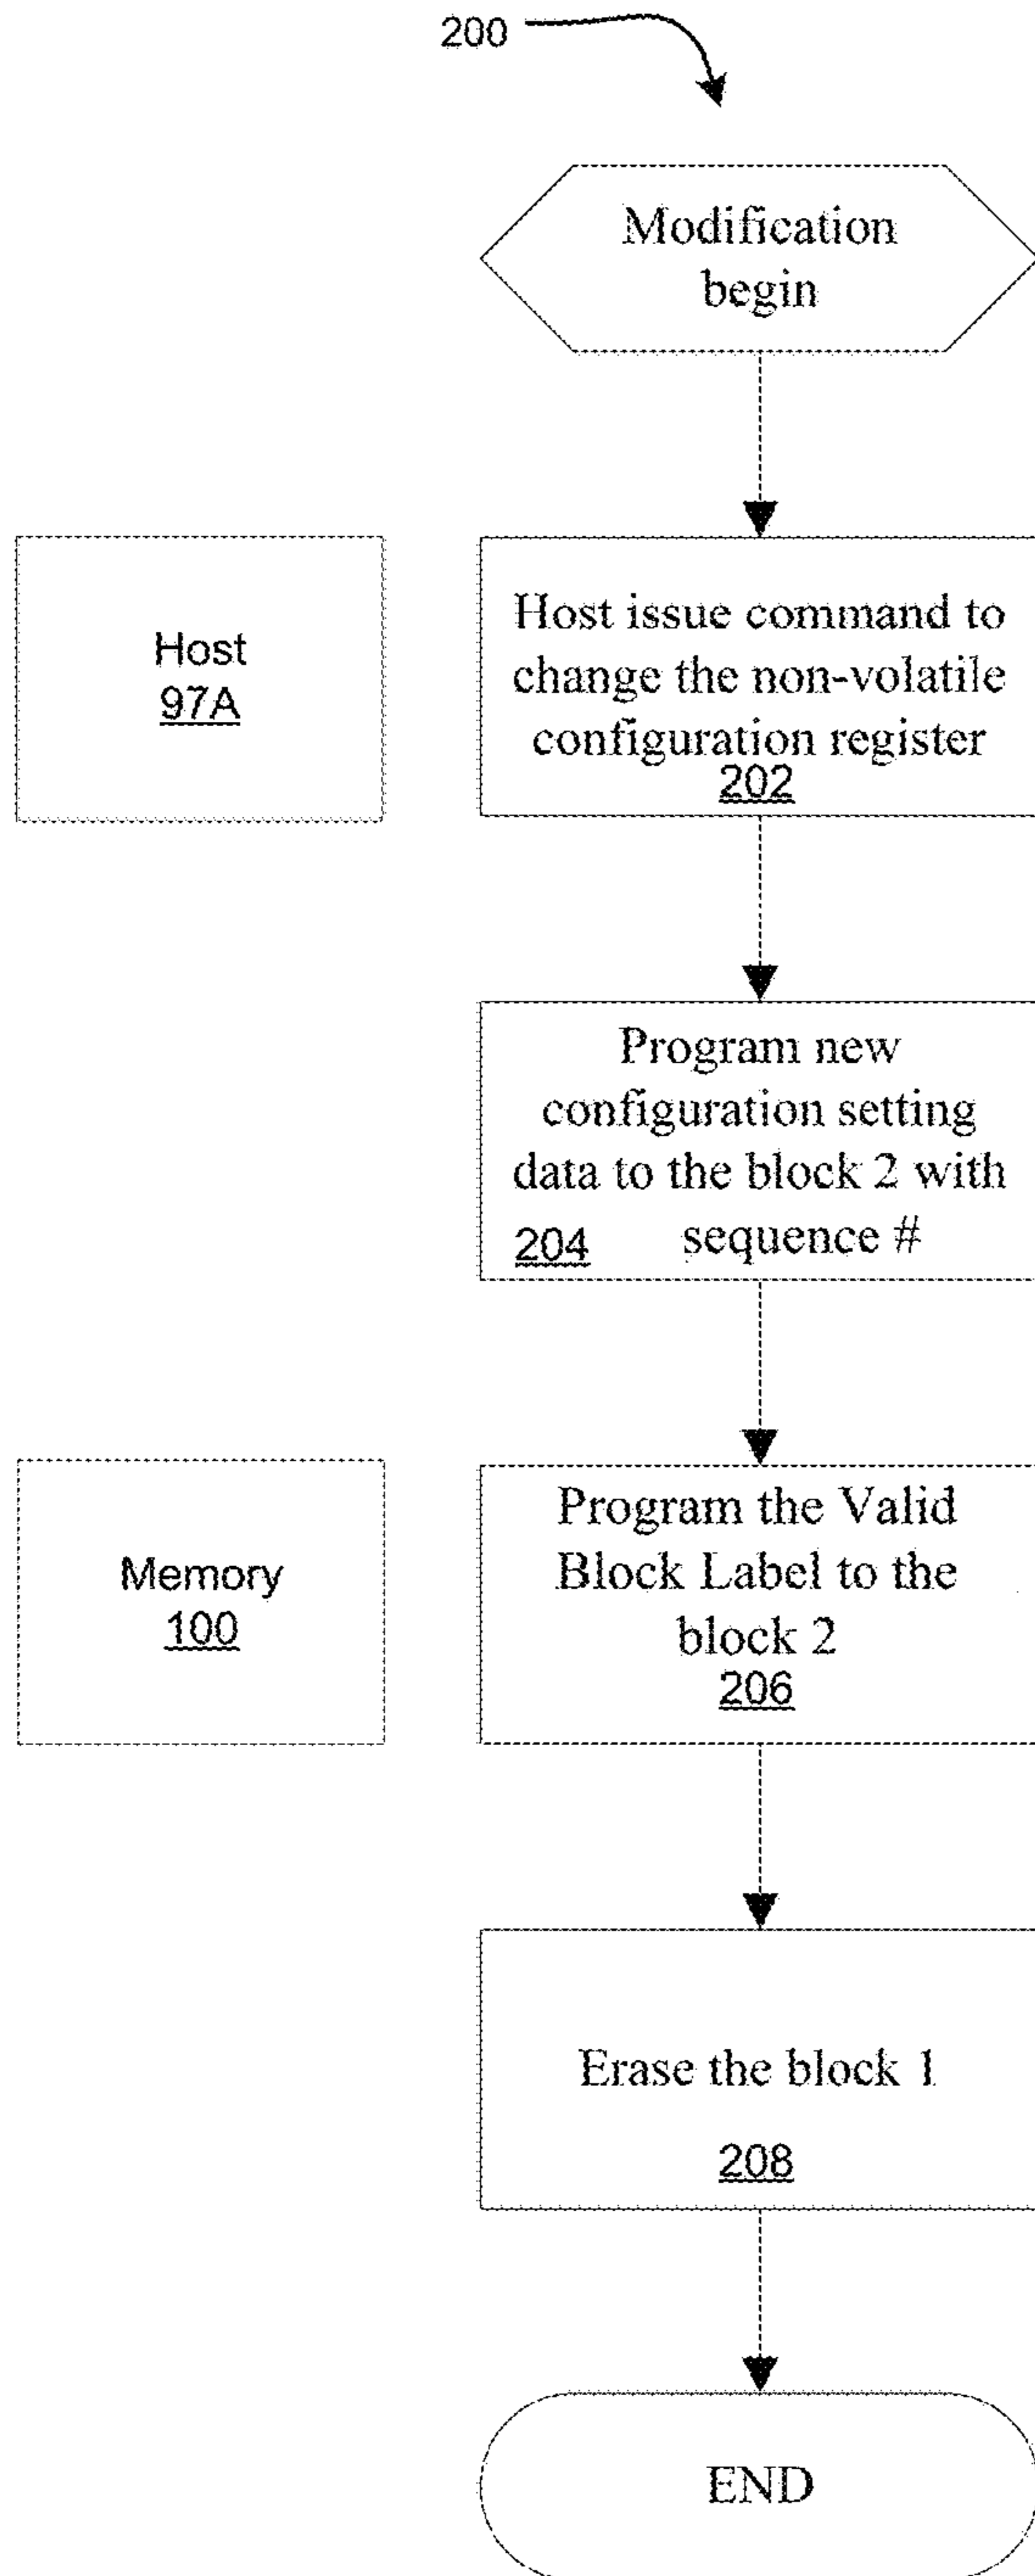 200
Modification
begin
Host
97A
Host issue command to
change the non-volatile
configuration register
202
Program new
configuration setting
data to the block 2 with
204 sequence #
Memory
100
Program the Valid
Block Label to the
block 2
206
Erase the block 1
208
END